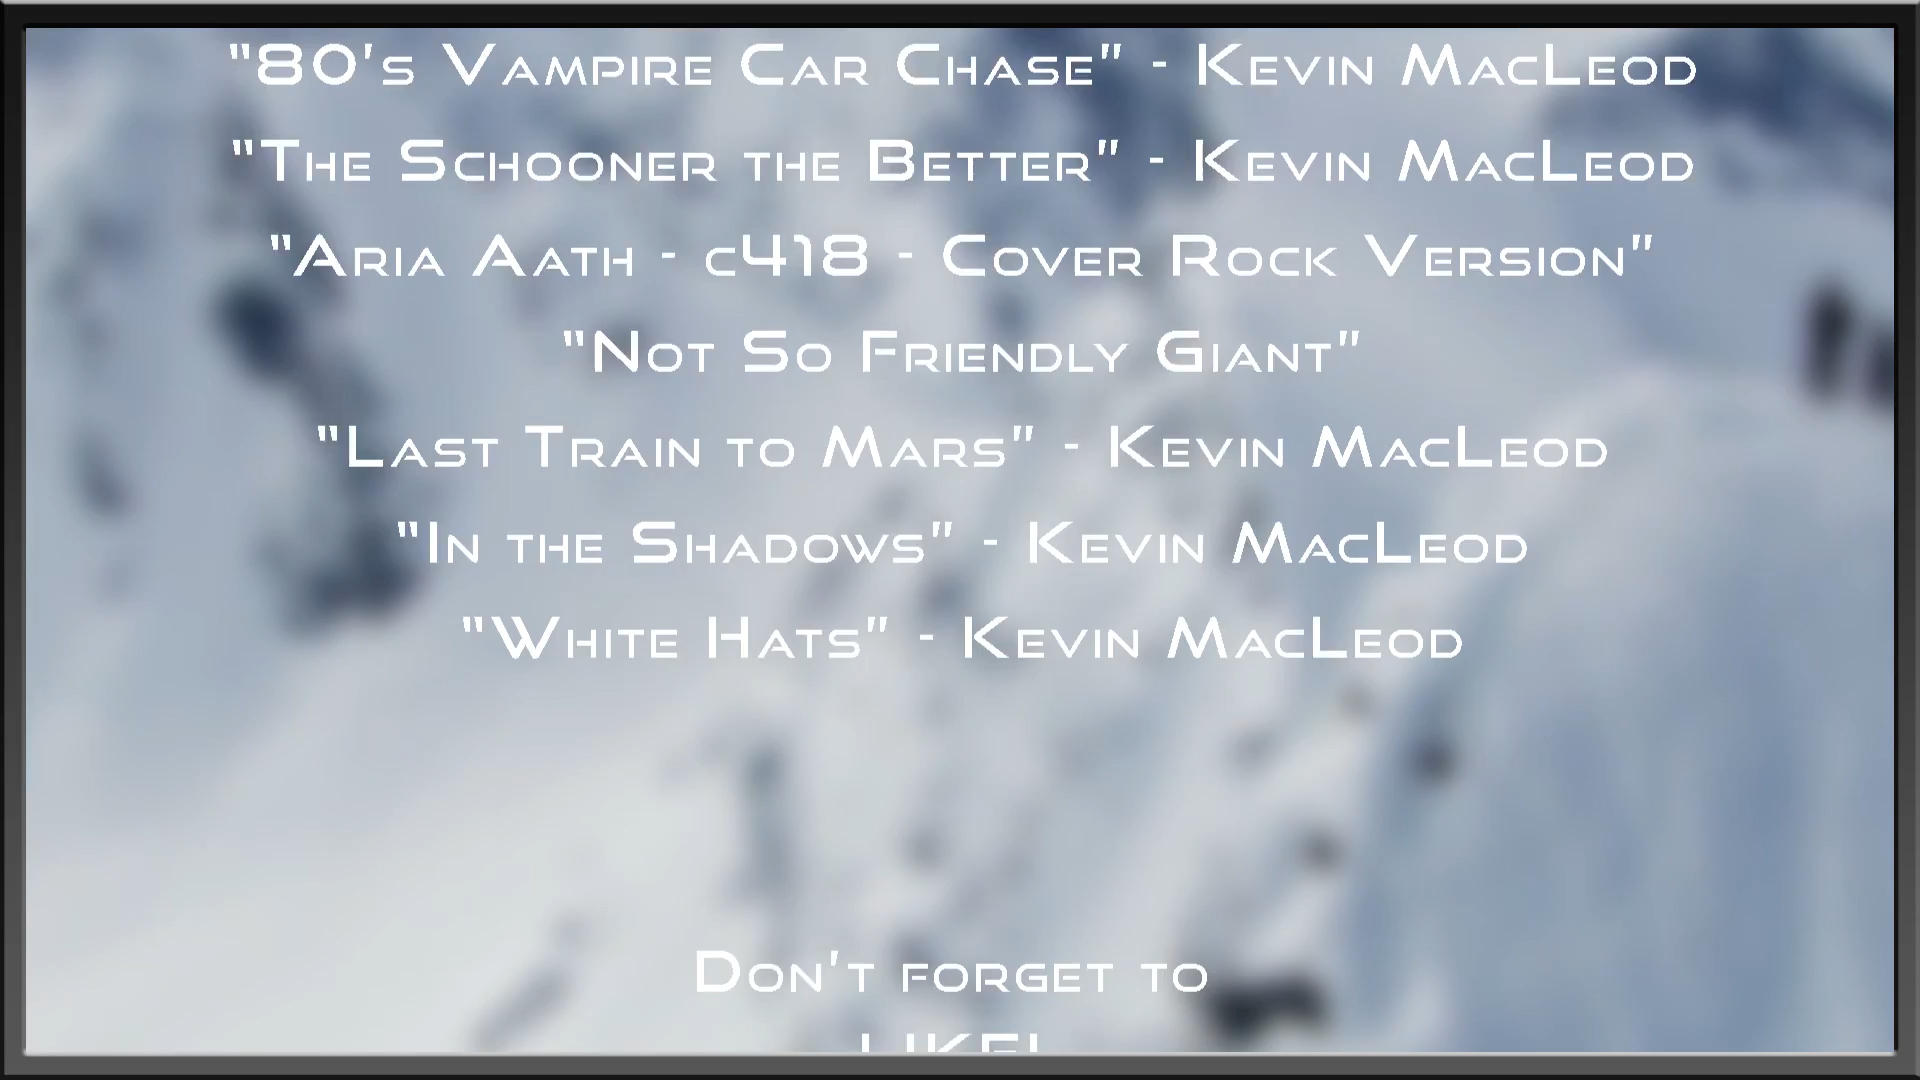 "80's Vampire Car Chase" - Kevin MacLeod
"The Schooner the Better" - Kevin MacLeod
"Aria Aath - c418 - Cover Rock Version"
"Not So Friendly Giant"
"Last Train to Mars" - Kevin MacLeod
"In the Shadows" - Kevin MacLeod
"White Hats" - Kevin MacLeod
Don't forget to
LIKE!